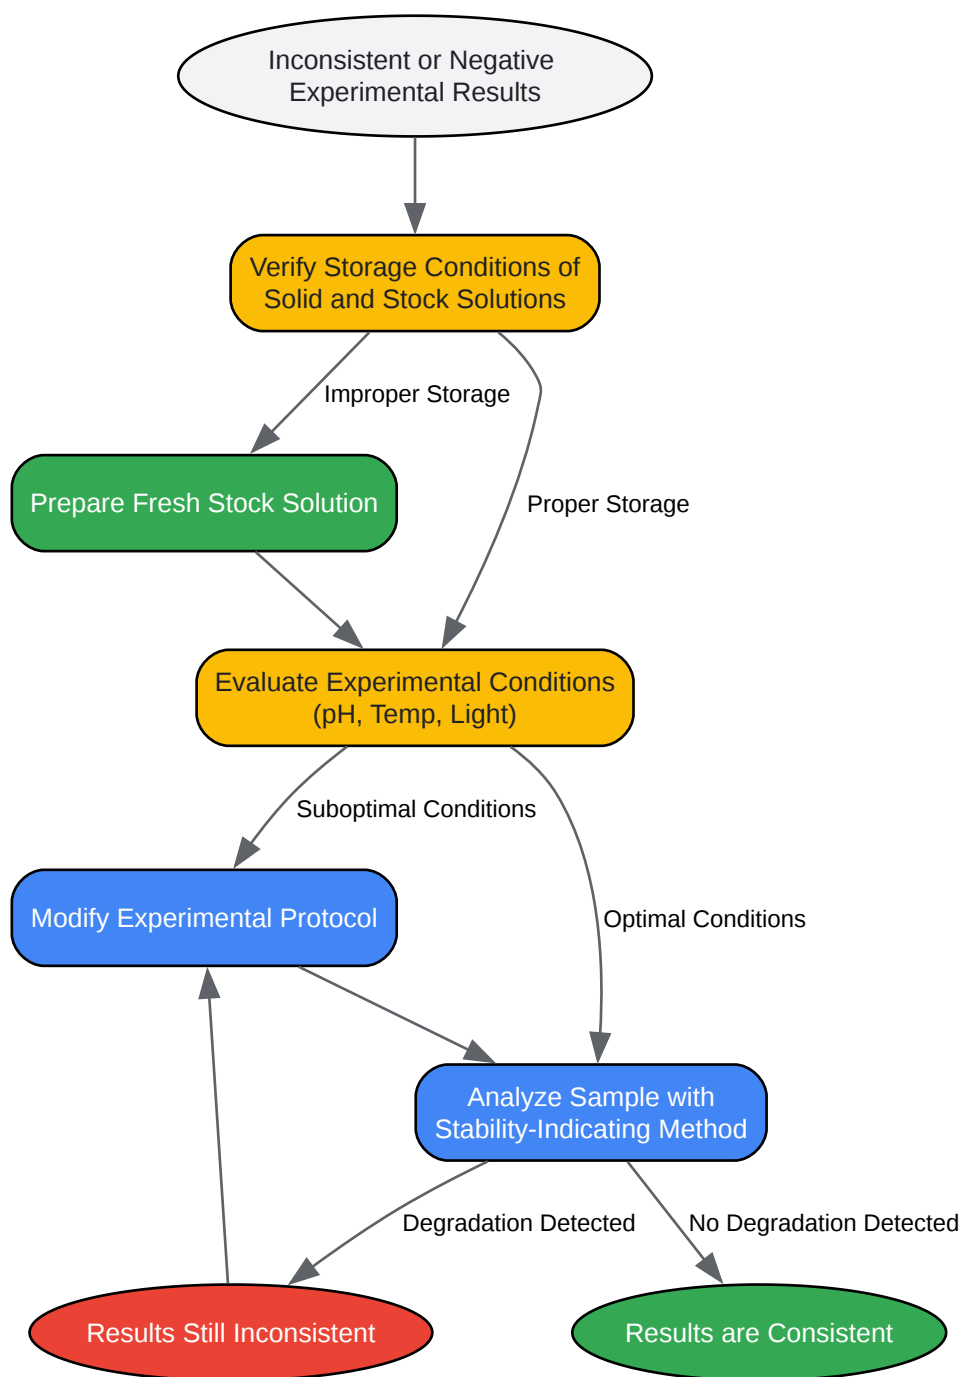 Inconsistent or Negative
Experimental Results
Verify Storage Conditions of
Solid and Stock Solutions
Improper Storage
Prepare Fresh Stock Solution
Proper Storage
Evaluate Experimental Conditions
(pH, Temp, Light)
Suboptimal Conditions
Modify Experimental Protocol
Optimal Conditions
Analyze Sample with
Stability-Indicating Method
Degradation Detected
No Degradation Detected
Results Still Inconsistent
Results are Consistent